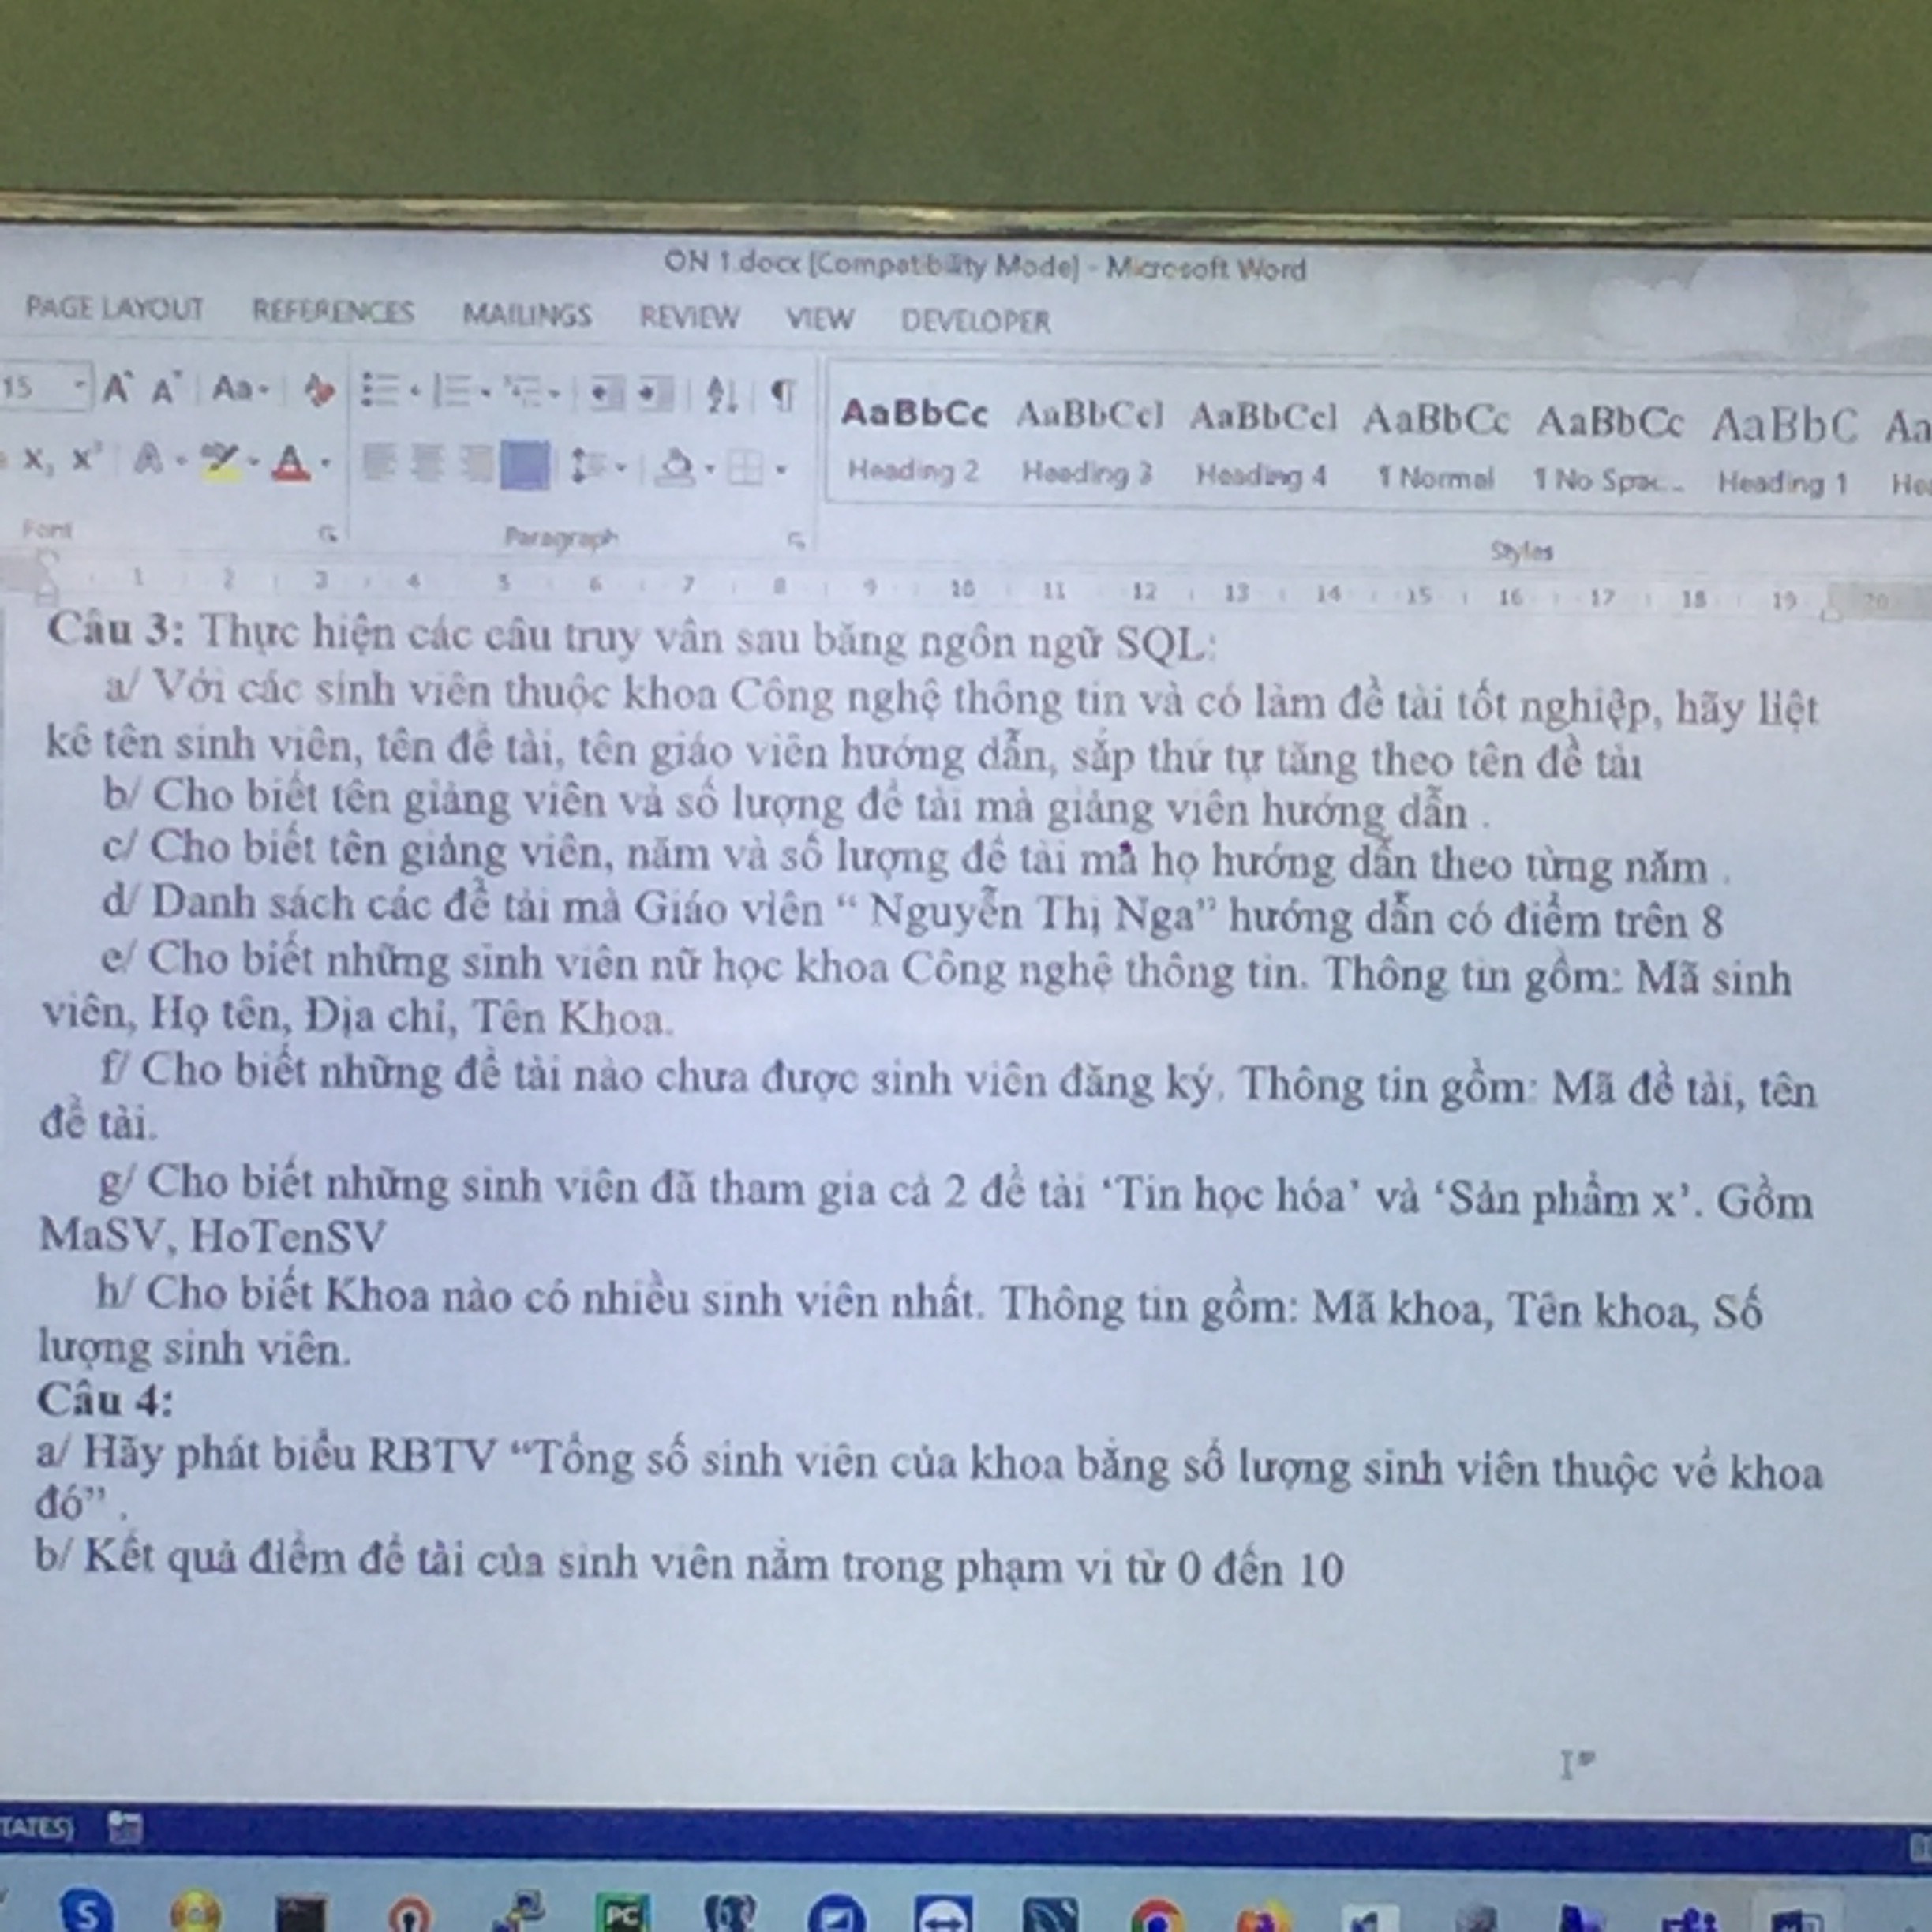 ON 1.docx [Compatibility Mode] - Microsoft Word
PAGE LAYOUT REFERENCES MAILINGS REVIEW VIEW DEVELOPER
15 Aa
AaBbCc AaBbCcI AaBbCcI AaBbCc AaBbCc AaBbC Aa
Heading 2 Heading 3 Heading 4 ¶ Normal ¶ No Spac... Heading 1 Hea
Font Paragraph Styles
1 2 3 4 5 6 7 8 9 10 11 12 13 14 15 16 17 18 19 20
Câu 3: Thực hiện các câu truy vấn sau bằng ngôn ngữ SQL:
a/ Với các sinh viên thuộc khoa Công nghệ thông tin và có làm đề tài tốt nghiệp, hãy liệt
kê tên sinh viên, tên đề tài, tên giáo viên hướng dẫn, sắp thứ tự tăng theo tên đề tài
b/ Cho biết tên giảng viên và số lượng đề tài mà giảng viên hướng dẫn .
c/ Cho biết tên giảng viên, năm và số lượng đề tài mà họ hướng dẫn theo từng năm .
d/ Danh sách các đề tài mà Giáo viên “ Nguyễn Thị Nga” hướng dẫn có điểm trên 8
e/ Cho biết những sinh viên nữ học khoa Công nghệ thông tin. Thông tin gồm: Mã sinh
viên, Họ tên, Địa chỉ, Tên Khoa.
f/ Cho biết những đề tài nào chưa được sinh viên đăng ký. Thông tin gồm: Mã đề tài, tên
đề tài.
g/ Cho biết những sinh viên đã tham gia cả 2 đề tài ‘Tin học hóa’ và ‘Sản phẩm x’. Gồm
MaSV, HoTenSV
h/ Cho biết Khoa nào có nhiều sinh viên nhất. Thông tin gồm: Mã khoa, Tên khoa, Số
lượng sinh viên.
Câu 4:
a/ Hãy phát biểu RBTV “Tổng số sinh viên của khoa bằng số lượng sinh viên thuộc về khoa
đó” .
b/ Kết quả điểm đề tài của sinh viên nằm trong phạm vi từ 0 đến 10
TATES)
S PC